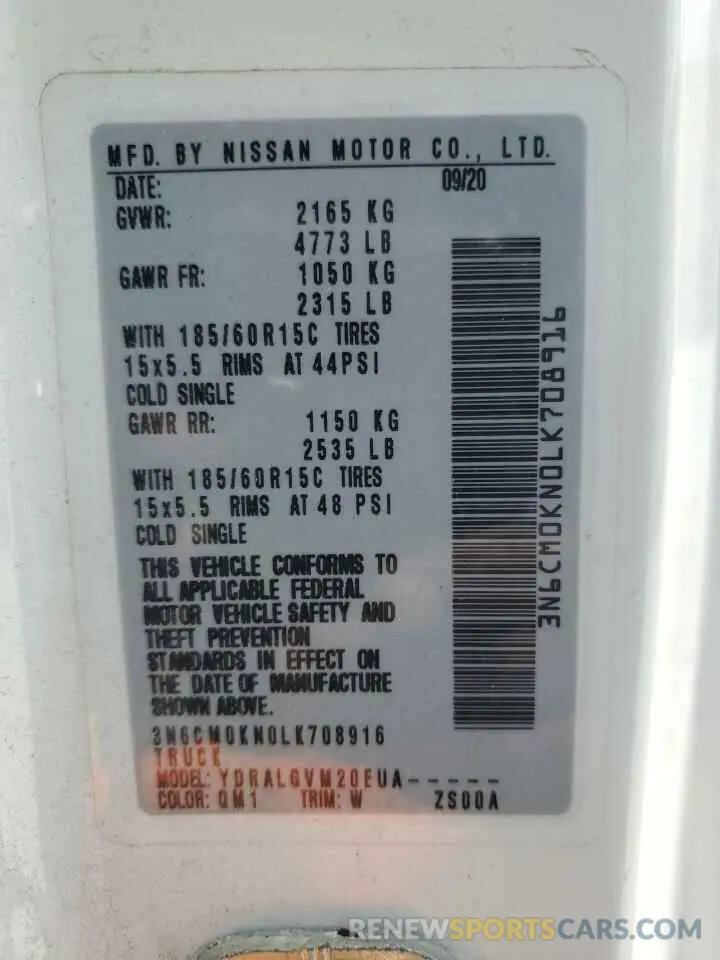 MFD. BY NISSAN MOTOR CO., LTD.
DATE: 09/20
GVWR: 2165 KG
4773 LB
GAWR FR: 1050 KG
2315 LB
WITH 185/60R15C TIRES
15x5.5 RIMS AT 44PSI
COLD SINGLE
GAWR RR: 1150 KG
2535 LB
WITH 185/60R15C TIRES
15x5.5 RIMS AT 48 PSI
COLD SINGLE
THIS VEHICLE CONFORMS TO
ALL APPLICABLE FEDERAL
MOTOR VEHICLE SAFETY AND
THEFT PREVENTION
STANDARDS IN EFFECT ON
THE DATE OF MANUFACTURE
SHOWN ABOVE.
3N6CM0KN0LK708916
TRUCK
MODEL: YDRALGVM20EUA-----
COLOR: QM1 TRIM: W ZS00A
3N6CM0KN0LK708916
RENEWSPORTSCARS.COM